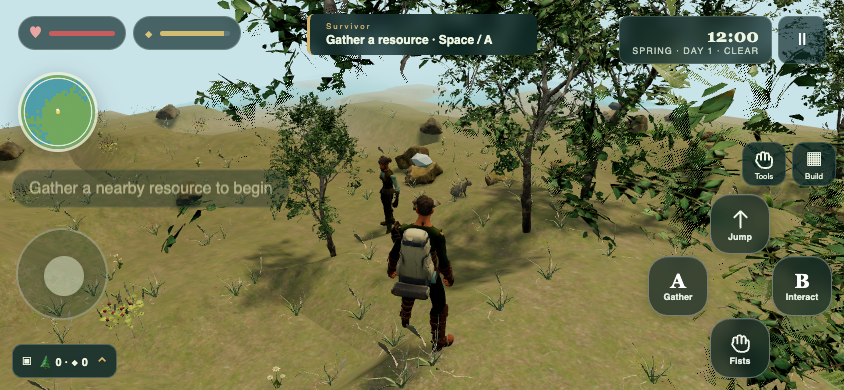 Survivor
Gather a resource · Space / A
12:00
SPRING · DAY 1 · CLEAR
Gather a nearby resource to begin
Tools
Build
Jump
A
Gather
B
Interact
Fists
0 · ◆ 0